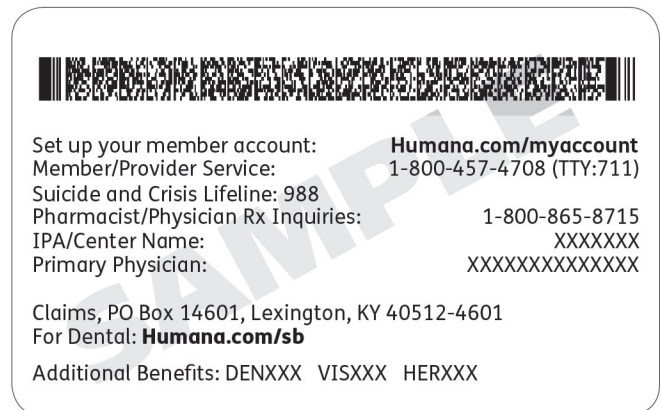 Set up your member account: Humana.com/myaccount
Member/Provider Service: 1-800-457-4708 (TTY:711)
Suicide and Crisis Lifeline: 988
Pharmacist/Physician Rx Inquiries: 1-800-865-8715
IPA/Center Name: XXXXXXX
Primary Physician: XXXXXXXXXXXXXX
Claims, PO Box 14601, Lexington, KY 40512-4601
For Dental: Humana.com/sb
Additional Benefits: DENXXX VISXXX HERXXX
SAMPLE